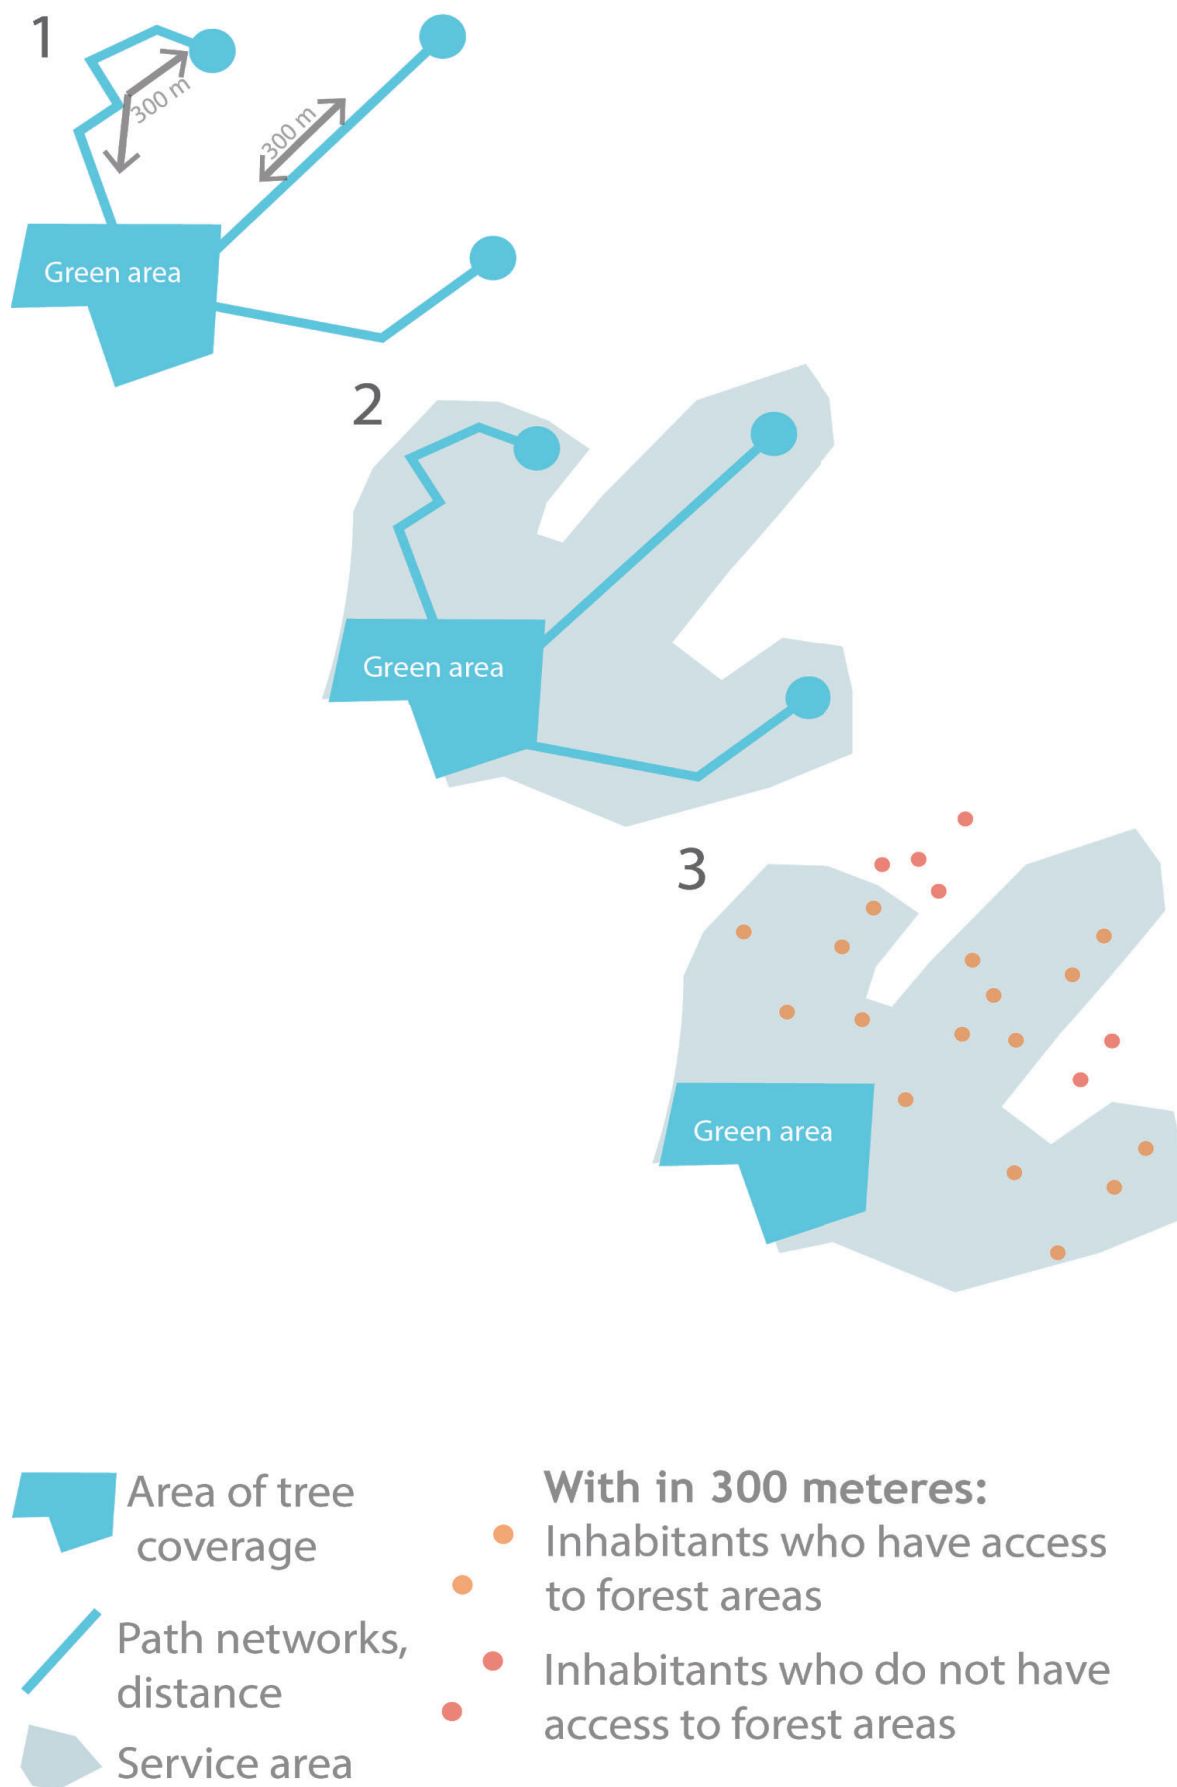 1
300 m
300 m
Green area
2
Green area
3
Green area
Area of tree
coverage
Path networks,
distance
Service area
With in 300 meteres:
Inhabitants who have access
to forest areas
Inhabitants who do not have
access to forest areas